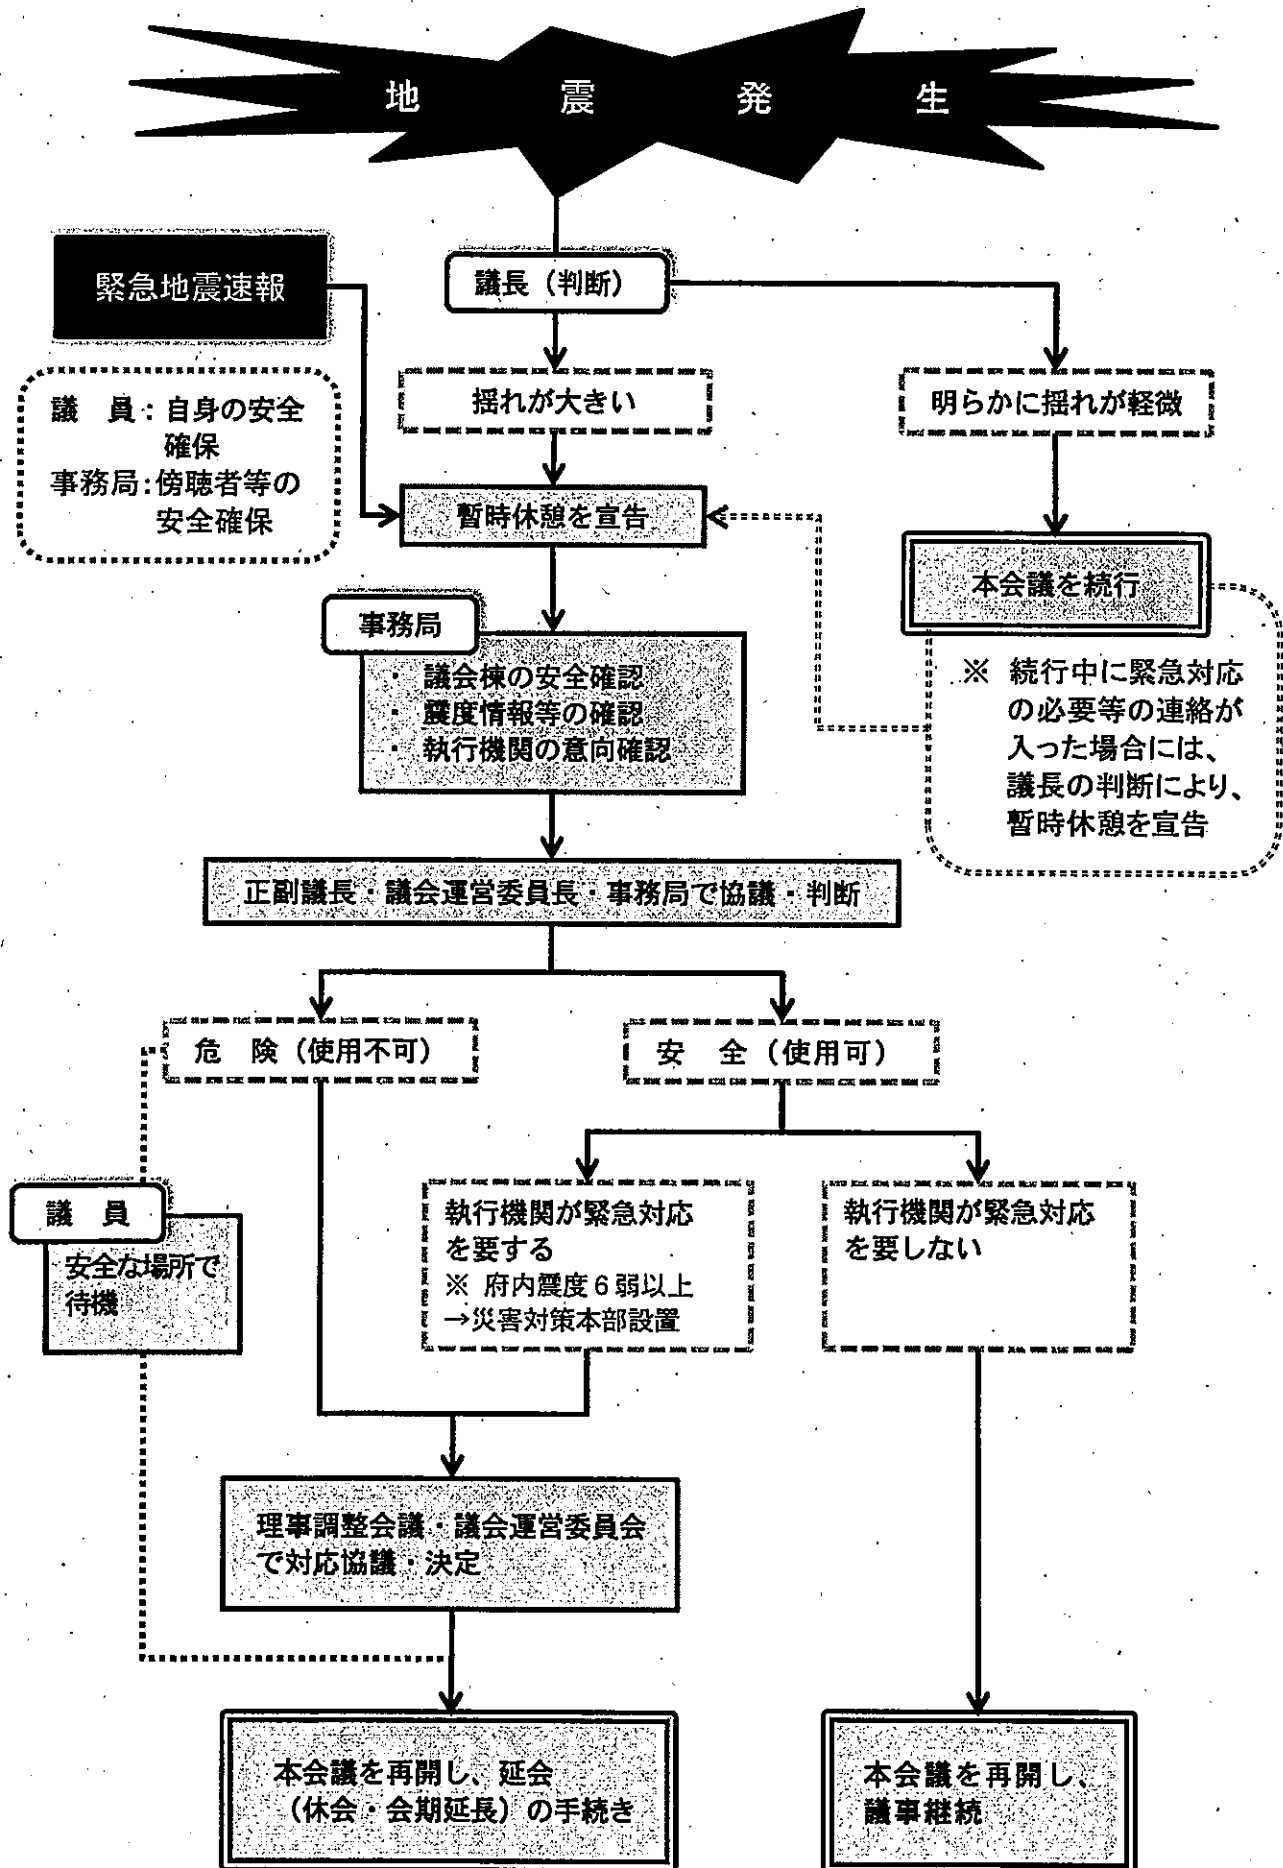 地　震　発　生
緊急地震速報
議長（判断）
議　員：自身の安全
確保
事務局：傍聴者等の
安全確保
揺れが大きい
明らかに揺れが軽微
暫時休憩を宣告
本会議を続行
※ 続行中に緊急対応
の必要等の連絡が
入った場合には、
議長の判断により、
暫時休憩を宣告
事務局
・ 議会棟の安全確認
・ 震度情報等の確認
・ 執行機関の意向確認
正副議長・議会運営委員長・事務局で協議・判断
危　険（使用不可）
安　全（使用可）
議　員
安全な場所で
待機
執行機関が緊急対応
を要する
※ 府内震度６弱以上
→災害対策本部設置
執行機関が緊急対応
を要しない
理事調整会議・議会運営委員会
で対応協議・決定
本会議を再開し、延会
（休会・会期延長）の手続き
本会議を再開し、
議事継続